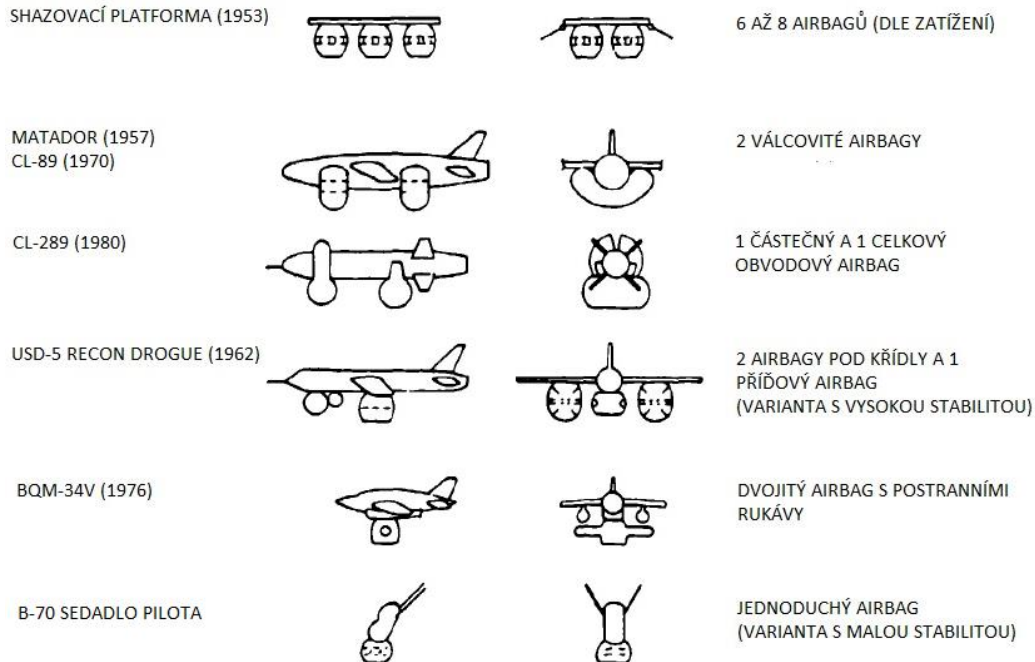 SHAZOVACÍ PLATFORMA (1953)
6 AŽ 8 AIRBAGŮ (DLE ZATÍŽENÍ)
MATADOR (1957)
CL-89 (1970)
2 VÁLCOVITÉ AIRBAGY
CL-289 (1980)
1 ČÁSTEČNÝ A 1 CELKOVÝ
OBVODOVÝ AIRBAG
USD-5 RECON DROGUE (1962)
2 AIRBAGY POD KŘÍDLY A 1
PŘÍĎOVÝ AIRBAG
(VARIANTA S VYSOKOU STABILITOU)
BQM-34V (1976)
DVOJITÝ AIRBAG S POSTRANNÍMI
RUKÁVY
B-70 SEDADLO PILOTA
JEDNODUCHÝ AIRBAG
(VARIANTA S MALOU STABILITOU)